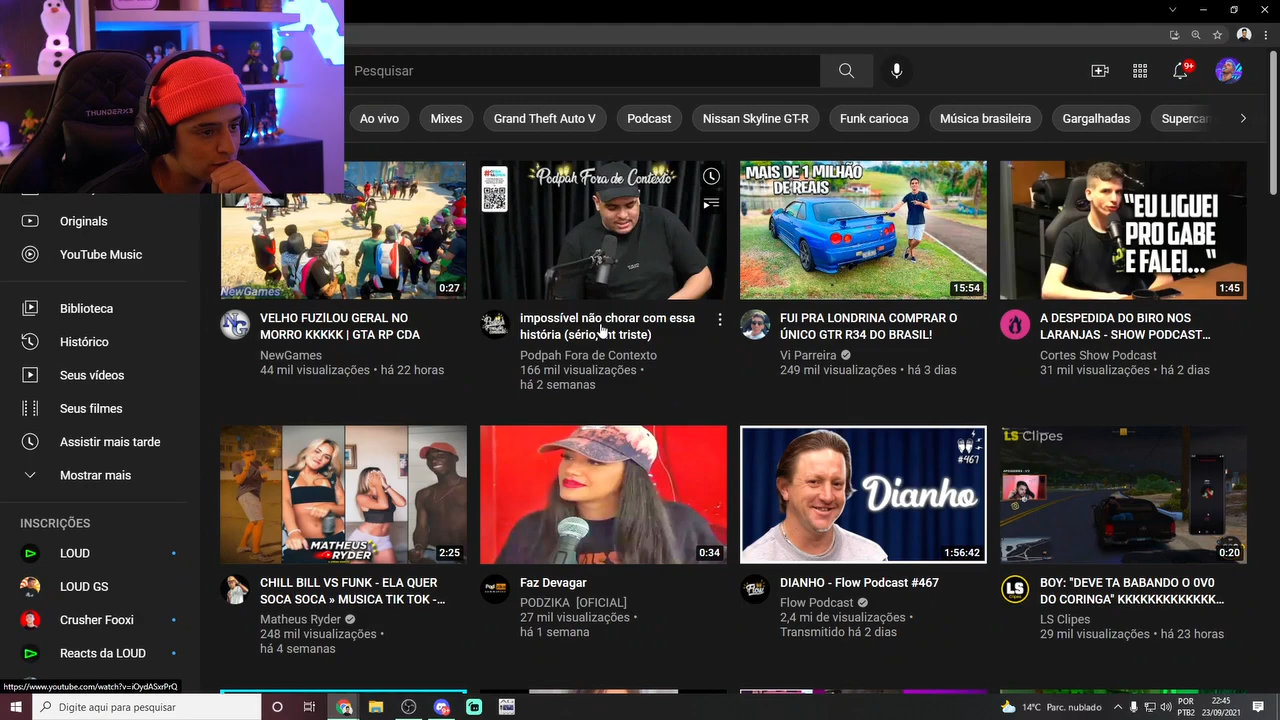 THUNDERX3
Pesquisar
9+
Ao vivo
Mixes
Grand Theft Auto V
Podcast
Nissan Skyline GT-R
Funk carioca
Música brasileira
Gargalhadas
Supercar
Originals
YouTube Music
Biblioteca
Histórico
Seus vídeos
Seus filmes
Assistir mais tarde
Mostrar mais
INSCRIÇÕES
LOUD
LOUD GS
Crusher Fooxi
Reacts da LOUD
NewGames
0:27
VELHO FUZILOU GERAL NO
MORRO KKKKK | GTA RP CDA
NewGames
44 mil visualizações • há 22 horas
Podpah Fora de Contexto
impossível não chorar com essa
história (sério, mt triste)
Podpah Fora de Contexto
166 mil visualizações •
há 2 semanas
MAIS DE 1 MILHÃO
DE REAIS
15:54
FUI PRA LONDRINA COMPRAR O
ÚNICO GTR R34 DO BRASIL!
Vi Parreira
249 mil visualizações • há 3 dias
"EU LIGUEI
PRO GABE
E FALEI..."
1:45
A DESPEDIDA DO BIRO NOS
LARANJAS - SHOW PODCAST...
Cortes Show Podcast
31 mil visualizações • há 2 dias
MATHEUS
RYDER
2:25
CHILL BILL VS FUNK - ELA QUER
SOCA SOCA » MUSICA TIK TOK -...
Matheus Ryder
248 mil visualizações •
há 4 semanas
0:34
Faz Devagar
PODZIKA [OFICIAL]
27 mil visualizações •
há 1 semana
#467
Dianho
1:56:42
DIANHO - Flow Podcast #467
Flow Podcast
2,4 mi de visualizações •
Transmitido há 2 dias
LS Clipes
0:20
BOY: "DEVE TA BABANDO O 0V0
DO CORINGA" KKKKKKKKKKKK...
LS Clipes
29 mil visualizações • há 23 horas
https://www.youtube.com/watch?v=iOydASxrPrQ
Digite aqui para pesquisar
14°C Parc. nublado
POR
PTB2
22:45
23/09/2021